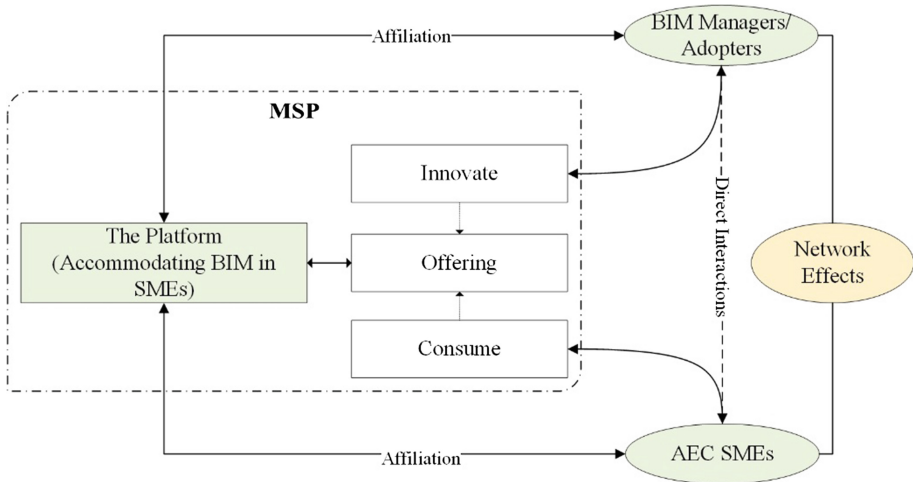 BIM Managers/
Adopters
Affiliation
MSP
Innovate
Direct Interactions
The Platform
(Accommodating BIM in
SMEs)
Offering
Network
Effects
Consume
AEC SMEs
Affiliation